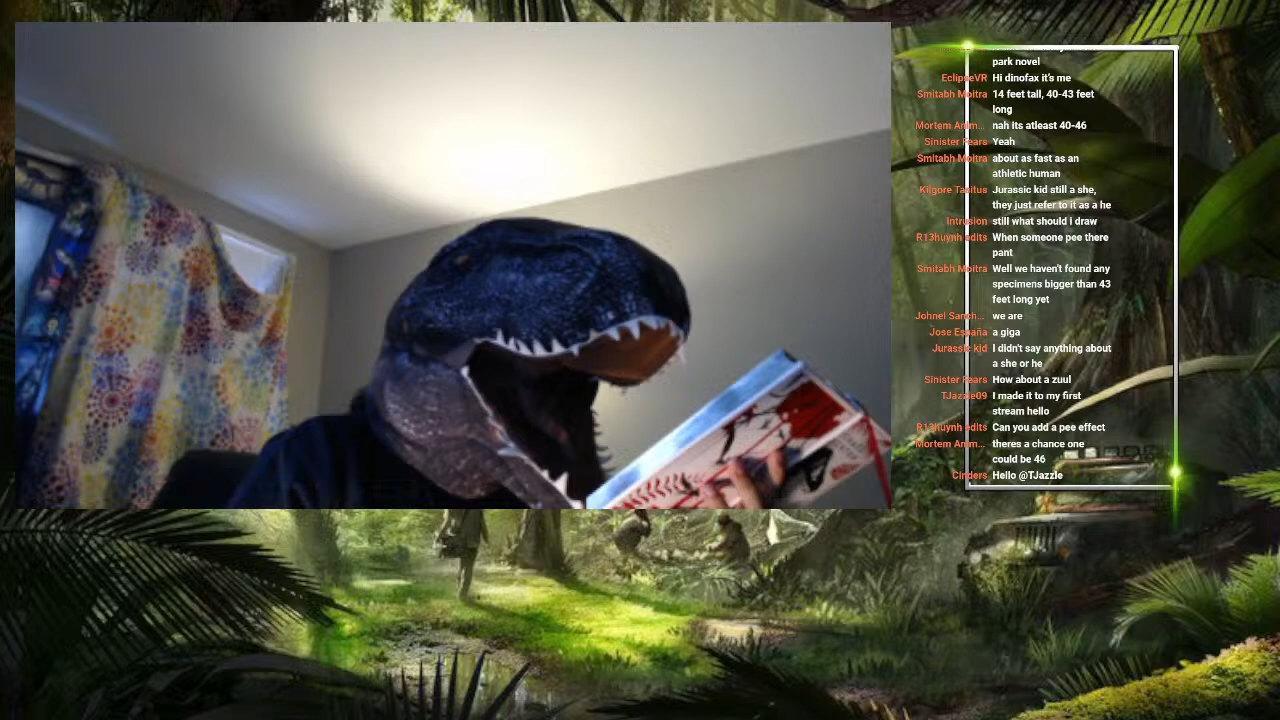 park novel
EclipseVR Hi dinofax it's me
Smitabh Moitra 14 feet tall, 40-43 feet
long
Mortem Anim... nah its atleast 40-46
Sinister Fears Yeah
Smitabh Moitra about as fast as an
athletic human
Kilgore Tacitus Jurassic kid still a she,
they just refer to it as a he
Intrusion still what should i draw
R13huynh edits When someone pee there
pant
Smitabh Moitra Well we haven't found any
specimens bigger than 43
feet long yet
Johnel Sanch... we are
Jose España a giga
Jurassic kid I didn't say anything about
a she or he
Sinister Fears How about a zuul
TJazzle09 I made it to my first
stream hello
R13huynh edits Can you add a pee effect
Mortem Anim... theres a chance one
could be 46
Cinders Hello @TJazzle